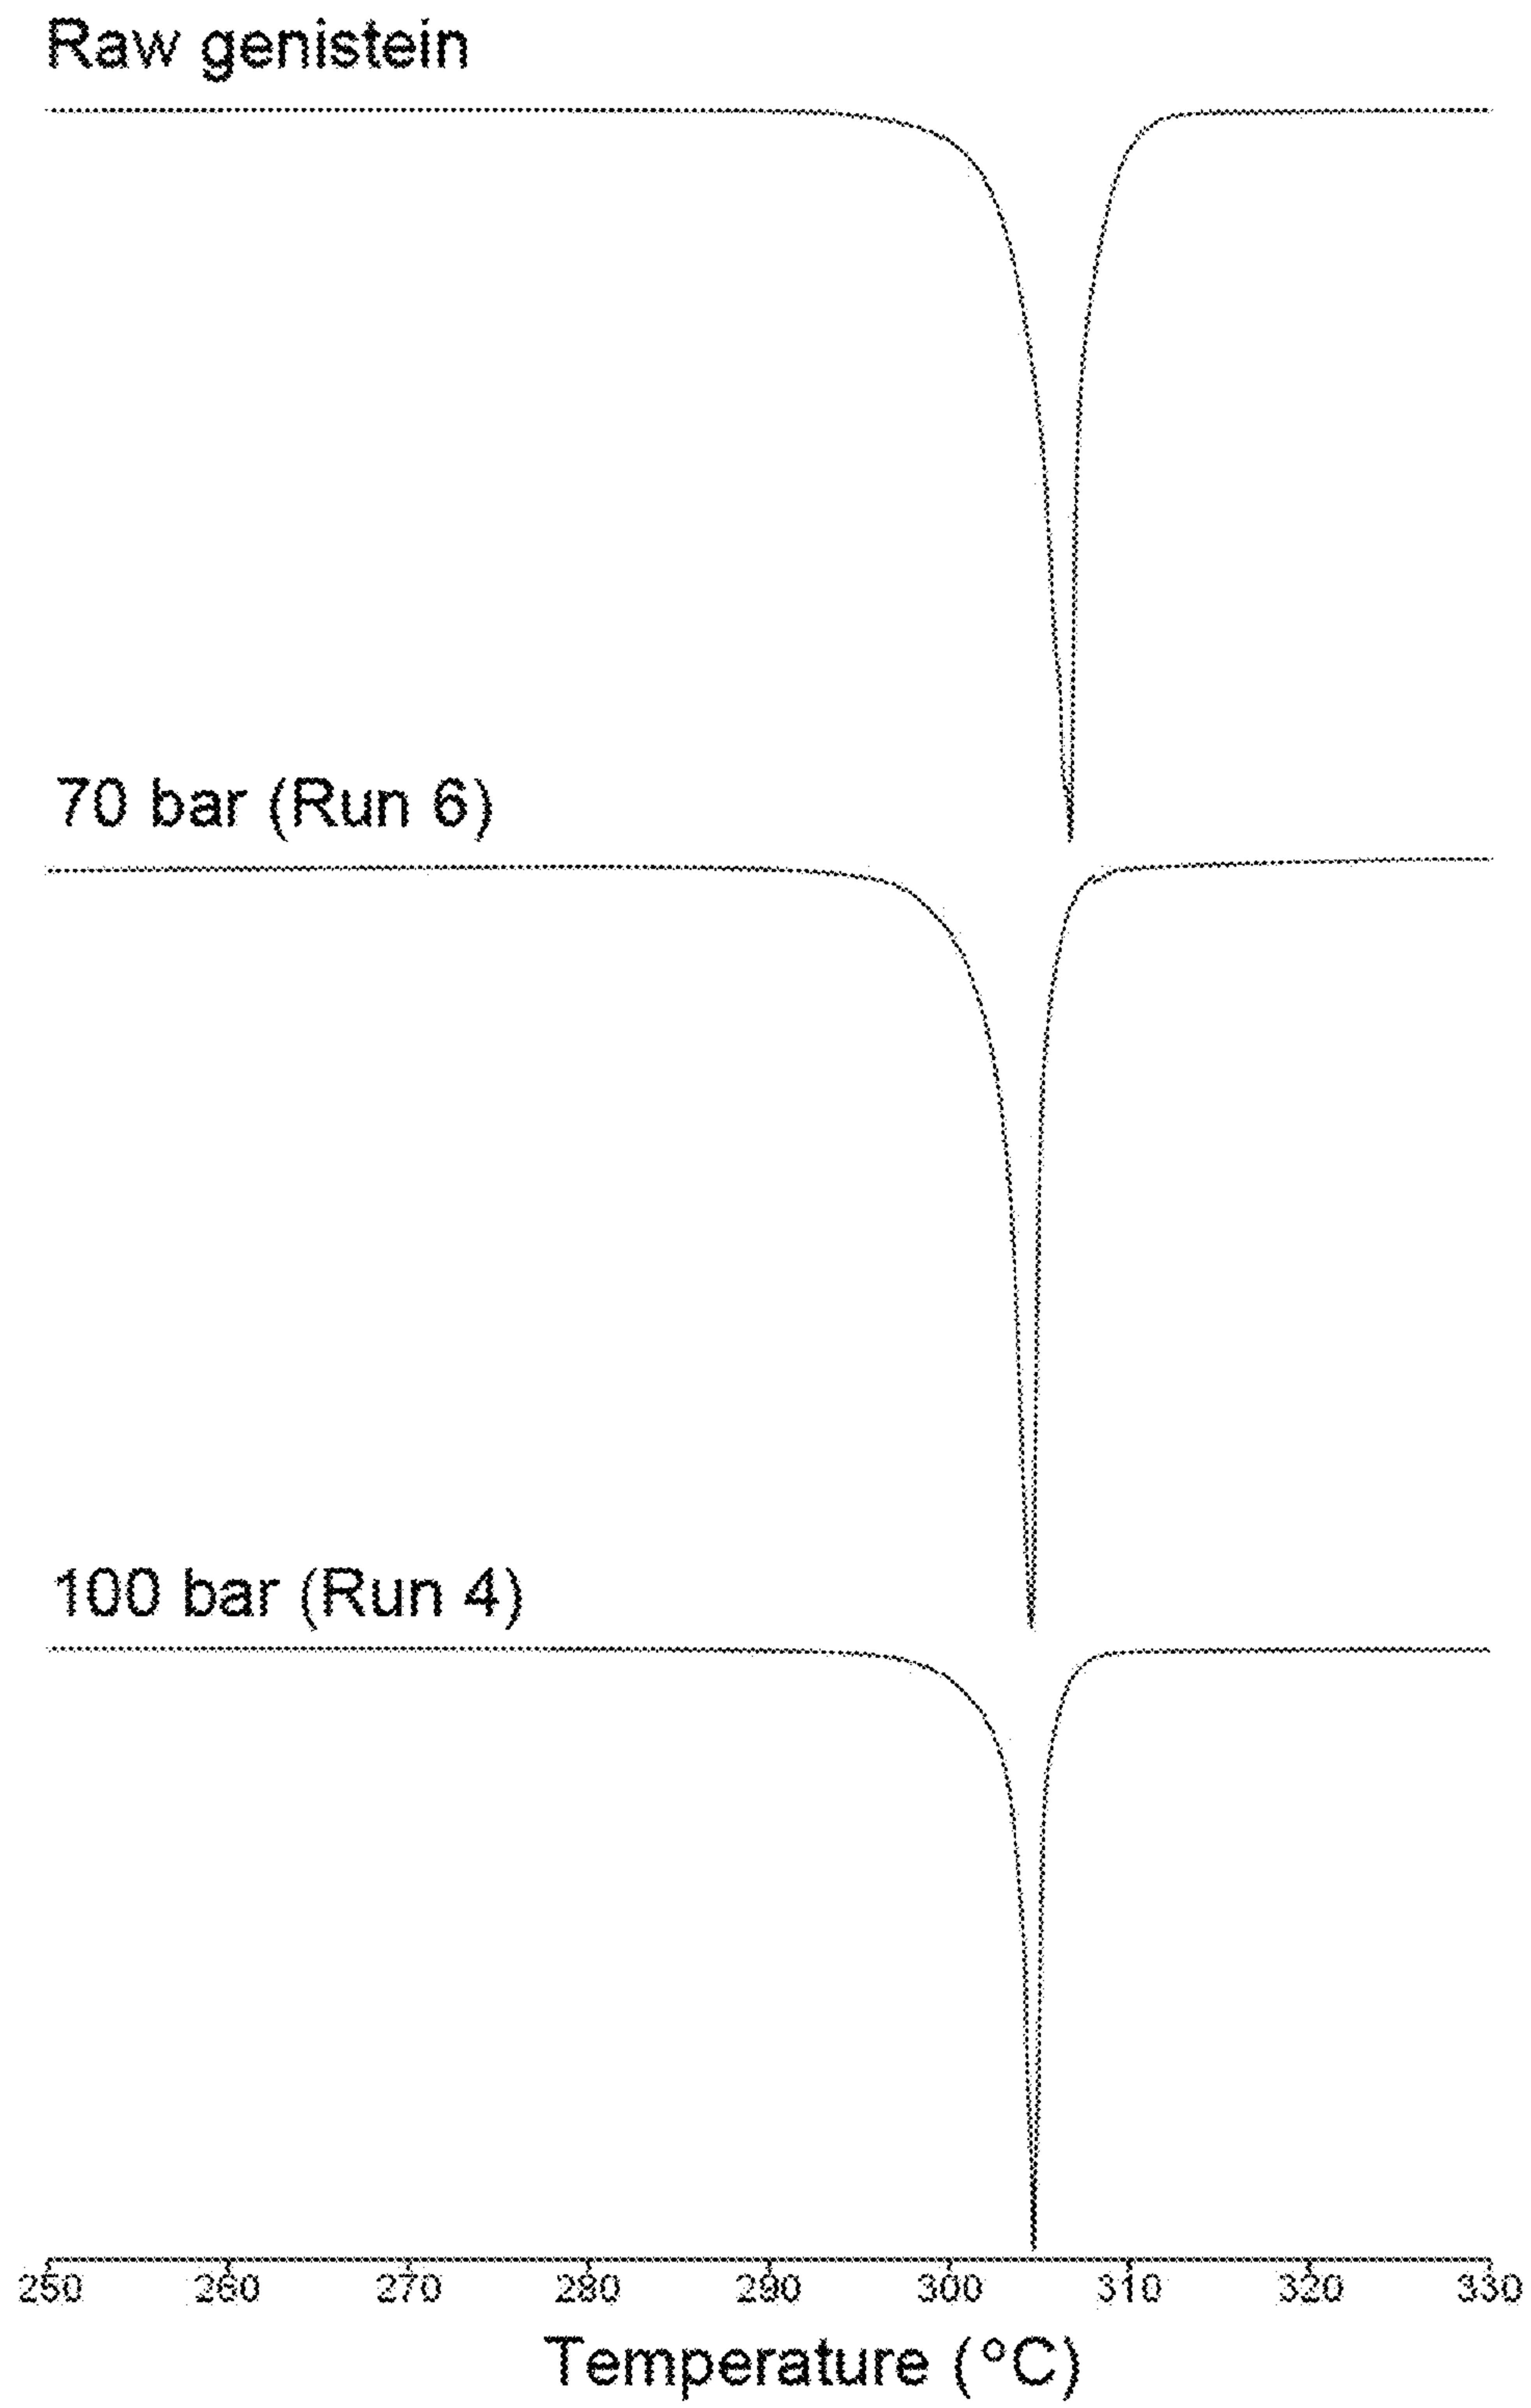 Raw genistein
70 bar (Run 6)
100 bar (Run 4)
250 260 270 280 290 300 310 320 330
Temperature (°C)